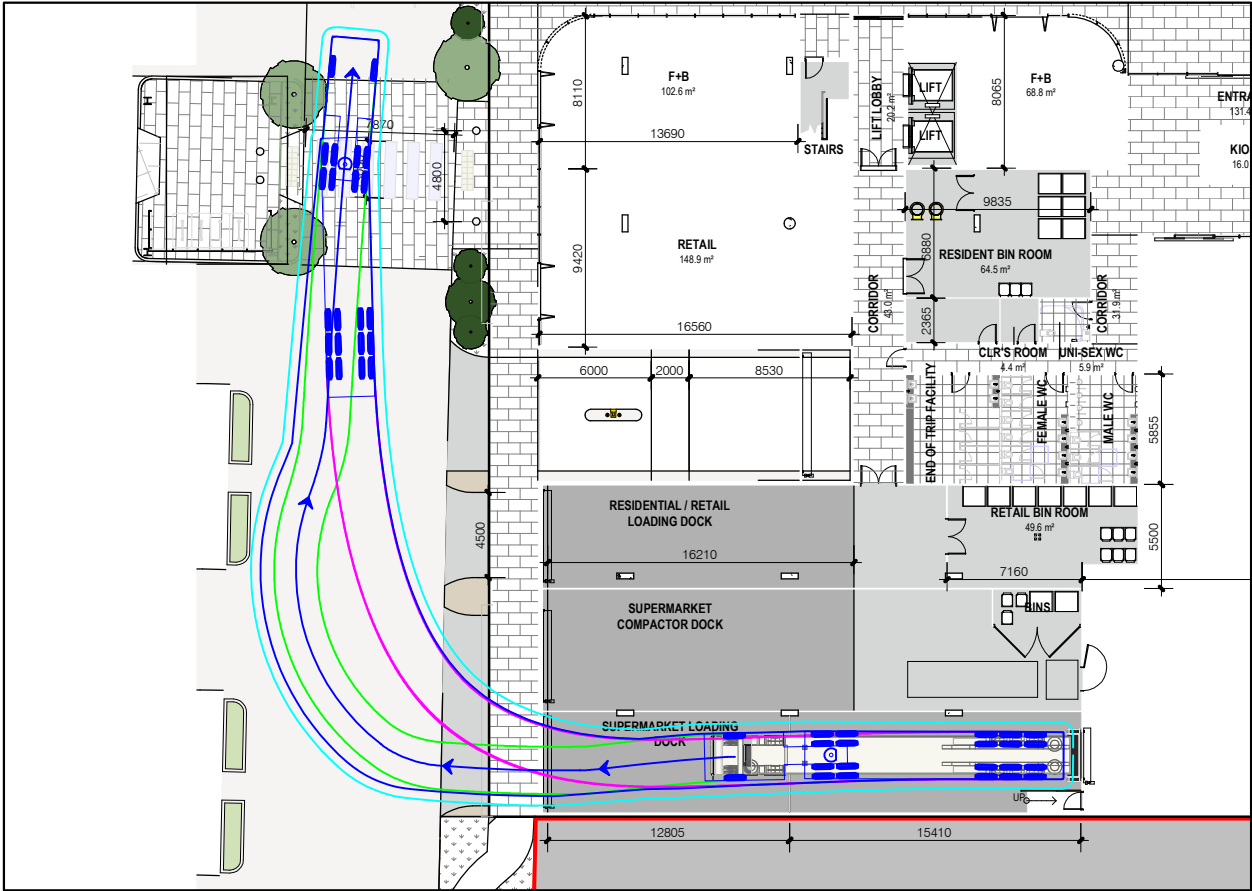 F+B
102.6 m²
8110
13690
STAIRS
LIFT LOBBY
20.2 m²
LIFT
LIFT
8065
F+B
68.8 m²
ENTRA
131.4
KIO
16.0
7870
4800
9835
6880
RESIDENT BIN ROOM
64.5 m²
RETAIL
148.9 m²
9420
16560
CORRIDOR
43.0 m²
2365
CORRIDOR
31.9 m²
CLR'S ROOM
4.4 m²
UNI-SEX WC
5.9 m²
6000
2000
8530
END OF TRIP FACILITY
FEMALE WC
MALE WC
5855
RESIDENTIAL / RETAIL
LOADING DOCK
16210
4500
RETAIL BIN ROOM
49.6 m²
5500
7160
SUPERMARKET
COMPACTOR DOCK
BINS
SUPERMARKET LOADING
DOCK
UP
12805
15410